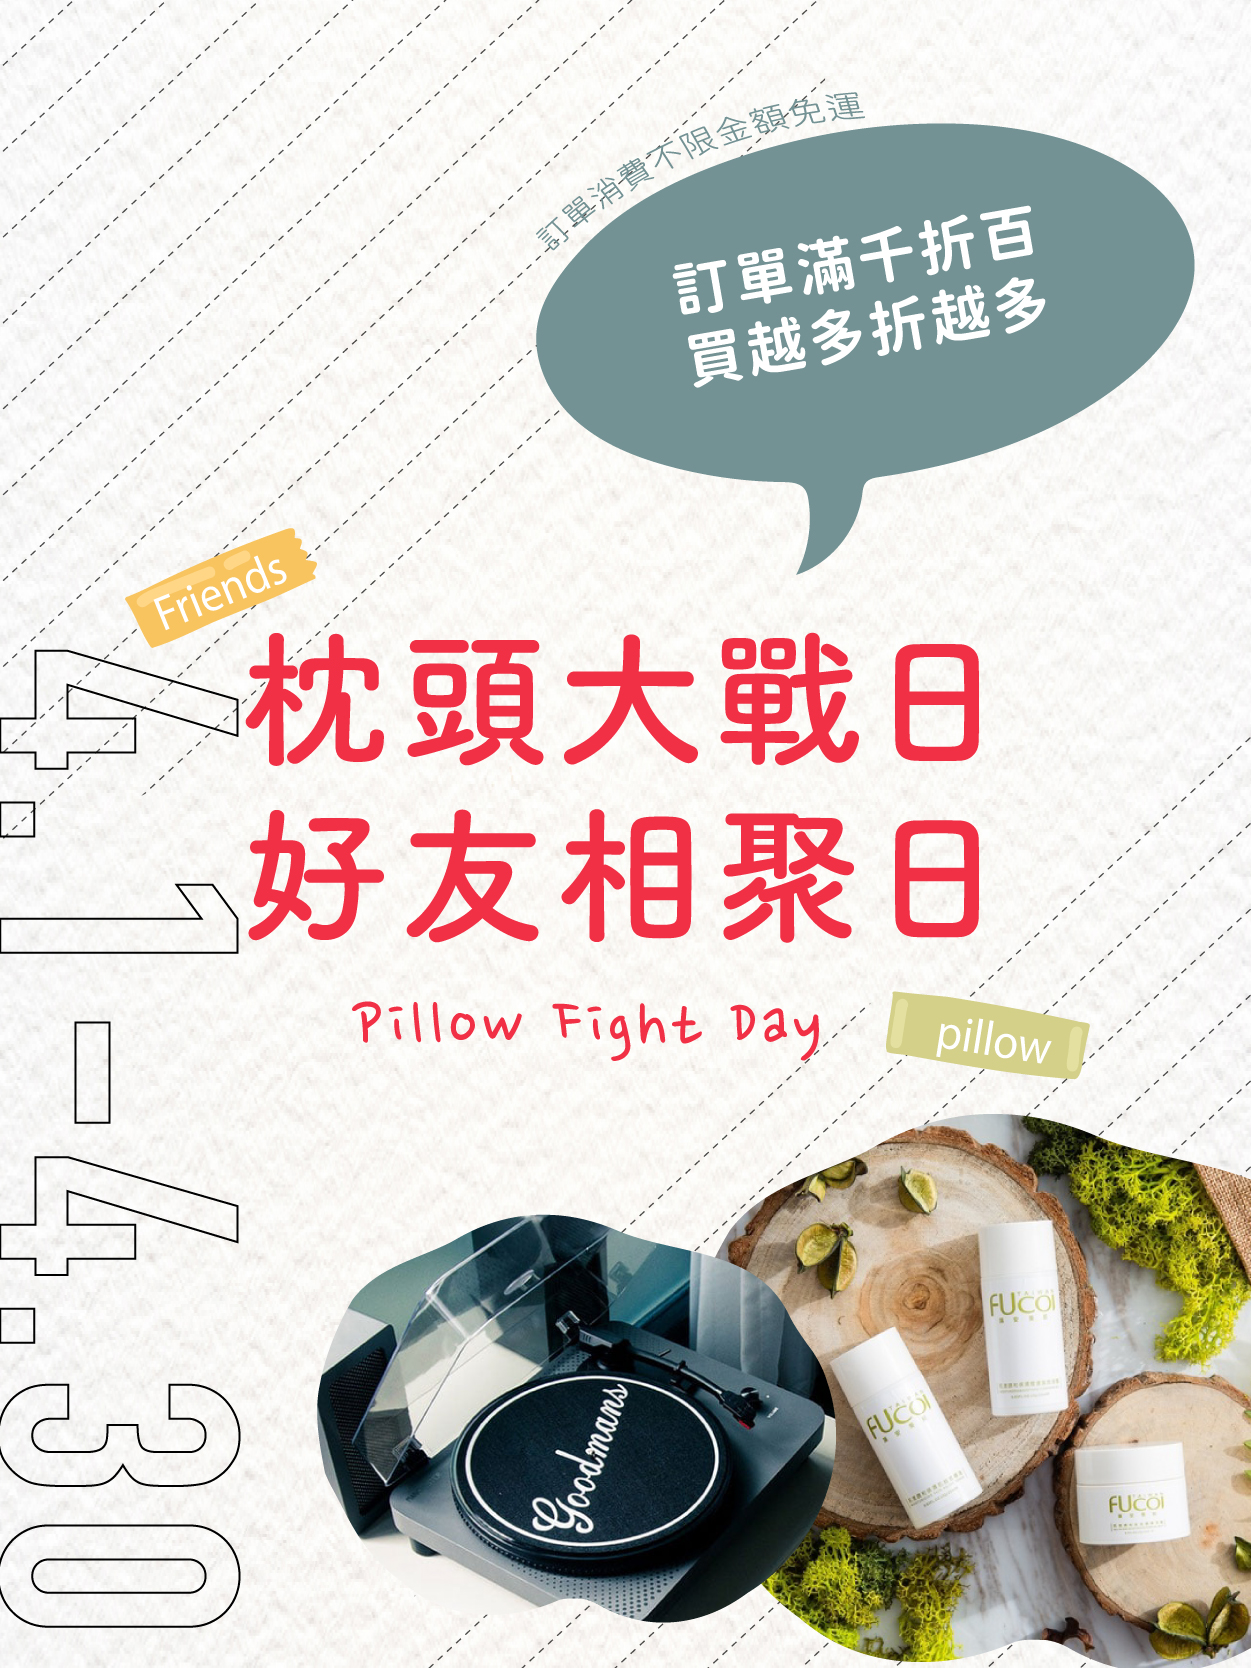 訂單消費不限金額免運
訂單滿千折百
買越多折越多
Friends
枕頭大戰日
好友相聚日
Pillow Fight Day
pillow
4.1-4.30
Goodmans
FUCOi
FUCOi
FUCOi